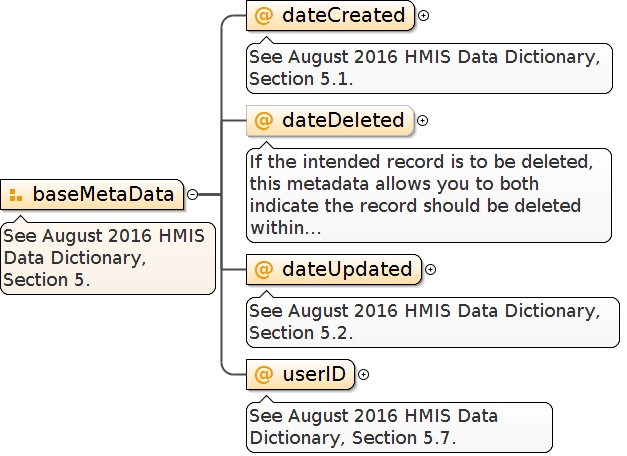 @ dateCreated
See August 2016 HMIS Data Dictionary,
Section 5.1.
@ dateDeleted
If the intended record is to be deleted,
this metadata allows you to both
indicate the record should be deleted
within...
baseMetaData
See August 2016 HMIS
Data Dictionary,
Section 5.
@ dateUpdated
See August 2016 HMIS Data Dictionary,
Section 5.2.
@ userID
See August 2016 HMIS Data
Dictionary, Section 5.7.